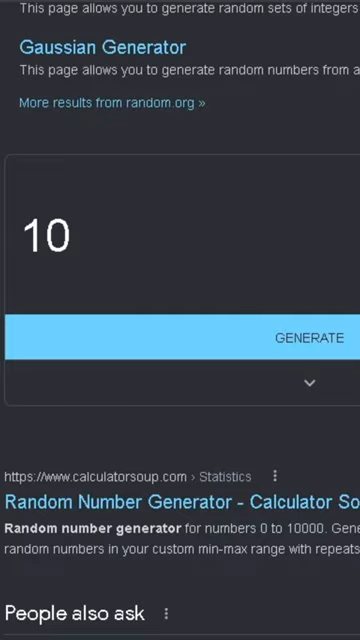 This page allows you to generate random sets of integers
Gaussian Generator
This page allows you to generate random numbers from a
More results from random.org »
10
GENERATE
https://www.calculatorsoup.com › Statistics
Random Number Generator - Calculator So
Random number generator for numbers 0 to 10000. Gene
random numbers in your custom min-max range with repeats
People also ask